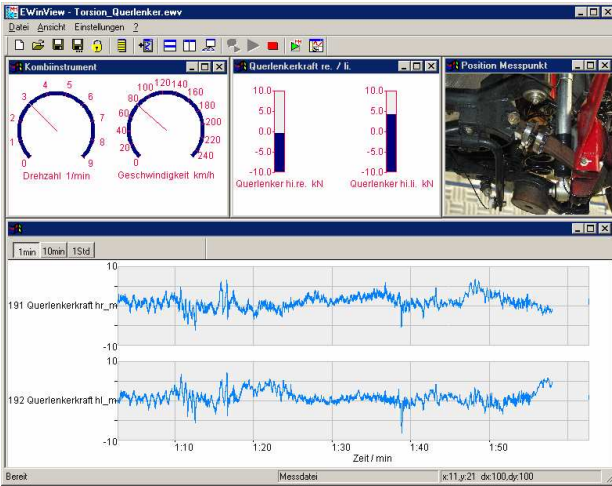 EWinView - Torsion_Querlenker.ewv
Datei Ansicht Einstellungen ?
Kombiinstrument
0 1 2 3 4 5 6 7 8 9
Drehzahl 1/min
0 20 40 60 80 100 120 140 160 180 200 220 240
Geschwindigkeit km/h
Querlenkerkraft re. / li.
10.0 10.0
5.0 5.0
0.0 0.0
-5.0 -5.0
-10.0 -10.0
Querlenker hi.re. kN Querlenker hi.li. kN
Position Messpunkt
1min 10min 1Std
10
191 Querlenkerkraft hr_m
-10
10
192 Querlenkerkraft hl_m
-10
1:10 1:20 1:30 1:40 1:50
Zeit / min
Bereit Messdatei x:11,y:21 dx:100,dy:100